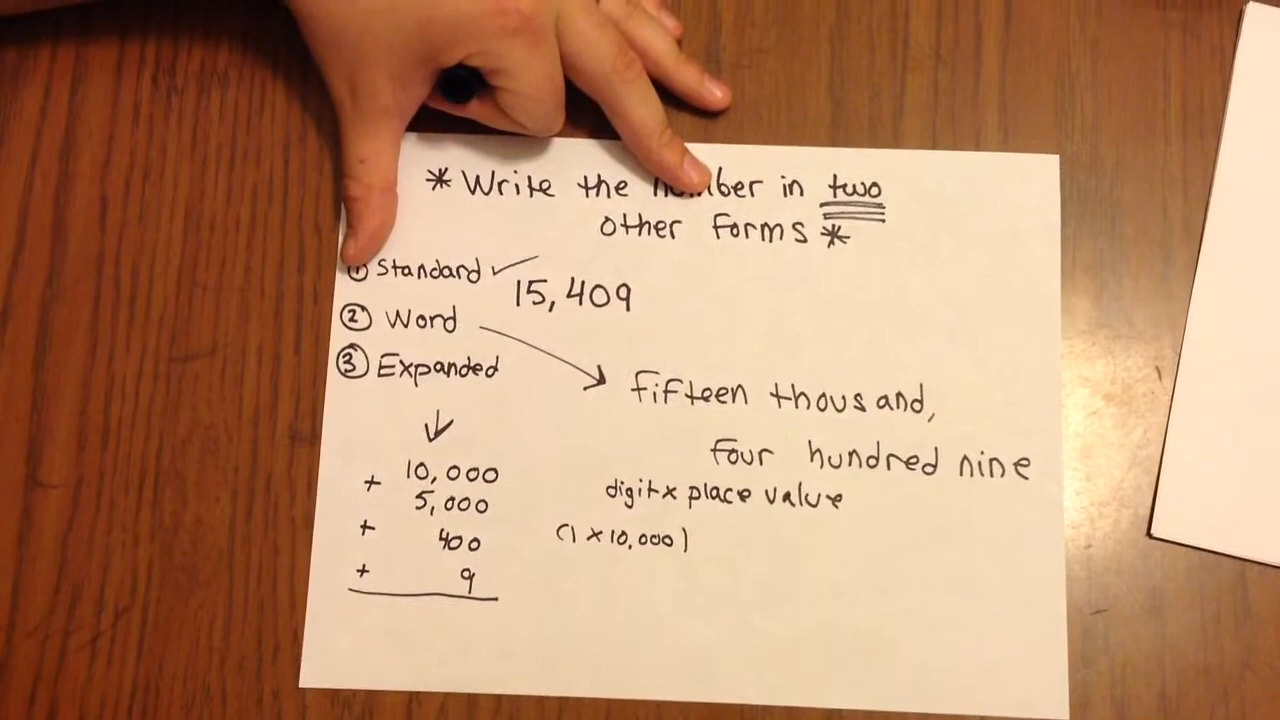 *Write the number in two
other forms *
① Standard ✓
15,409
② Word
③ Expanded
fifteen thousand,
four hundred nine
10,000
+ 5,000
+ 400
+ 9
digit x place value
(1 x 10,000)